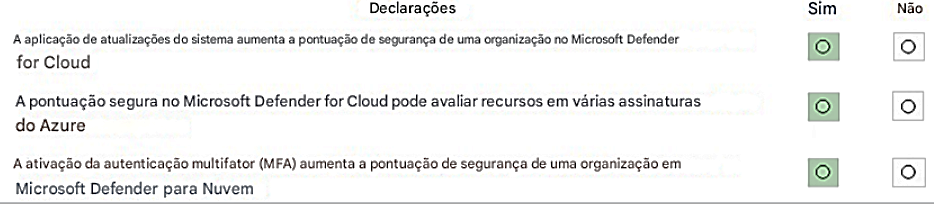 Declarações Sim Não
A aplicação de atualizações do sistema aumenta a pontuação de segurança de uma organização no Microsoft Defender
for Cloud
A pontuação segura no Microsoft Defender for Cloud pode avaliar recursos em várias assinaturas
do Azure
A ativação da autenticação multifator (MFA) aumenta a pontuação de segurança de uma organização em
Microsoft Defender para Nuvem